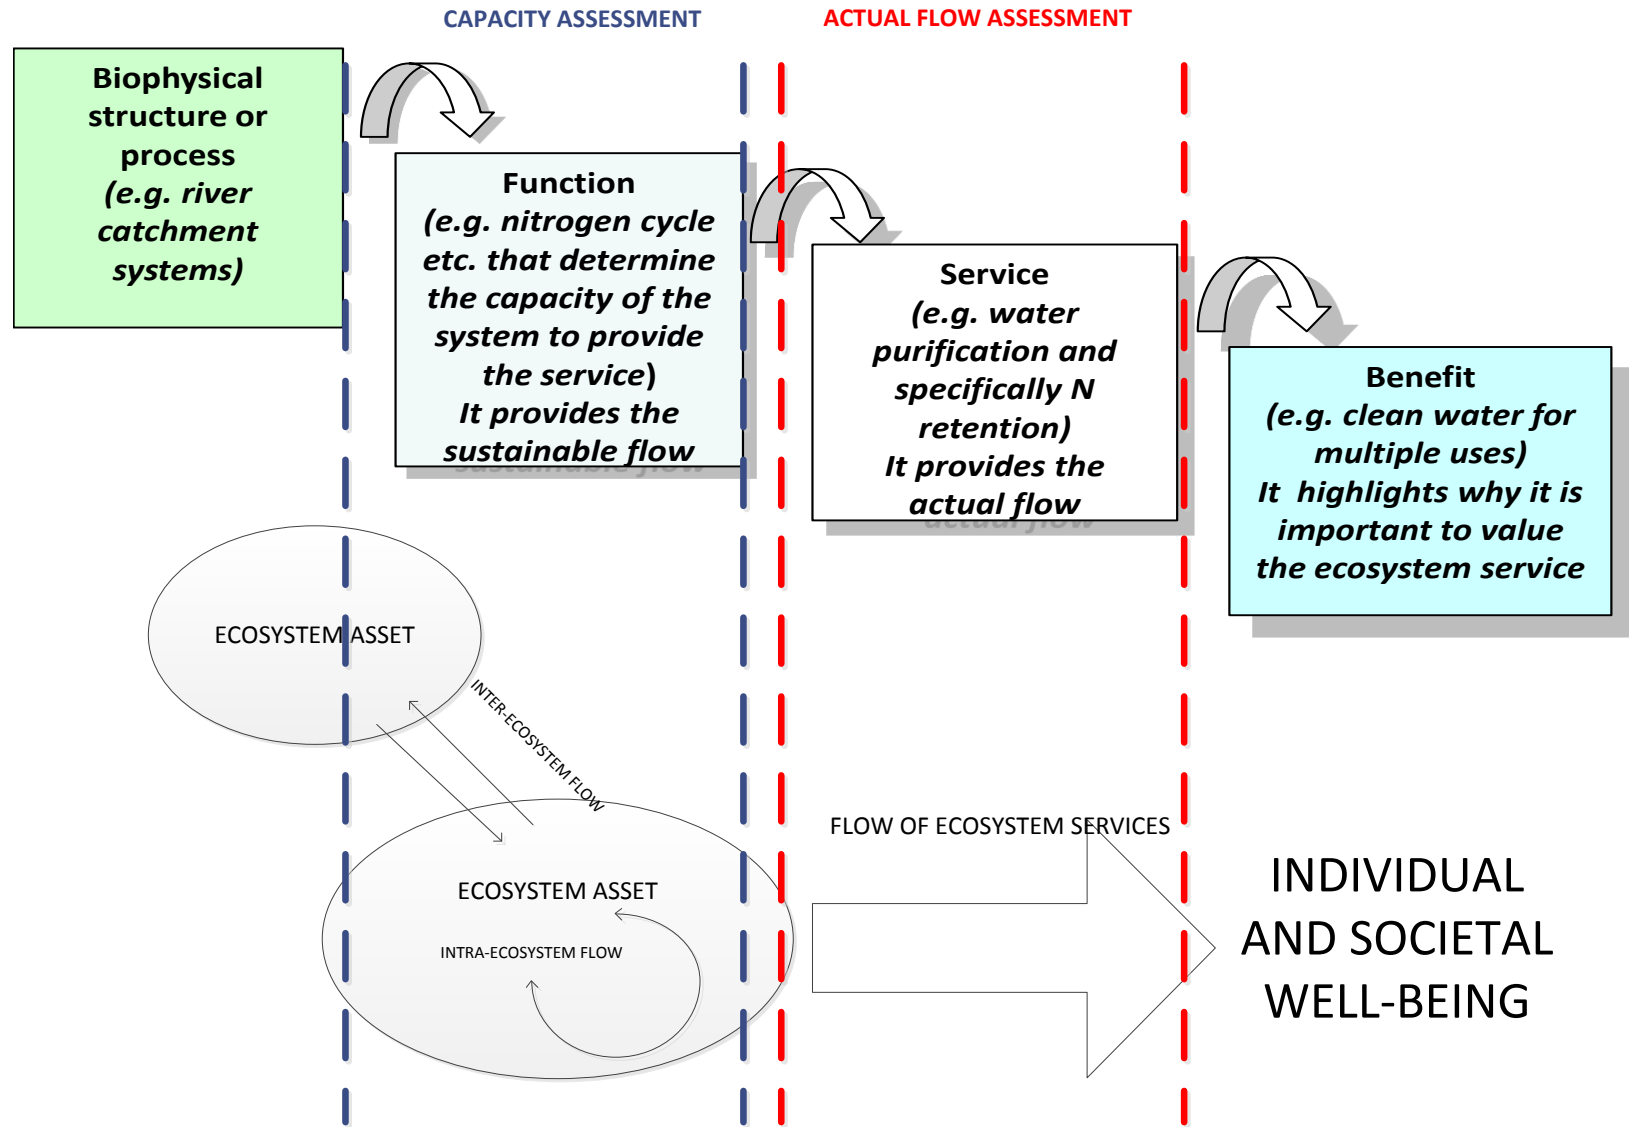 CAPACITY ASSESSMENT
ACTUAL FLOW ASSESSMENT
Biophysical
structure or
process
(e.g. river
catchment
systems)
Function
(e.g. nitrogen cycle
etc. that determine
the capacity of the
system to provide
the service)
It provides the
sustainable flow
Service
(e.g. water
purification and
specifically N
retention)
It provides the
actual flow
Benefit
(e.g. clean water for
multiple uses)
It highlights why it is
important to value
the ecosystem service
ECOSYSTEM ASSET
INTER-ECOSYSTEM FLOW
ECOSYSTEM ASSET
INTRA-ECOSYSTEM FLOW
FLOW OF ECOSYSTEM SERVICES
INDIVIDUAL
AND SOCIETAL
WELL-BEING